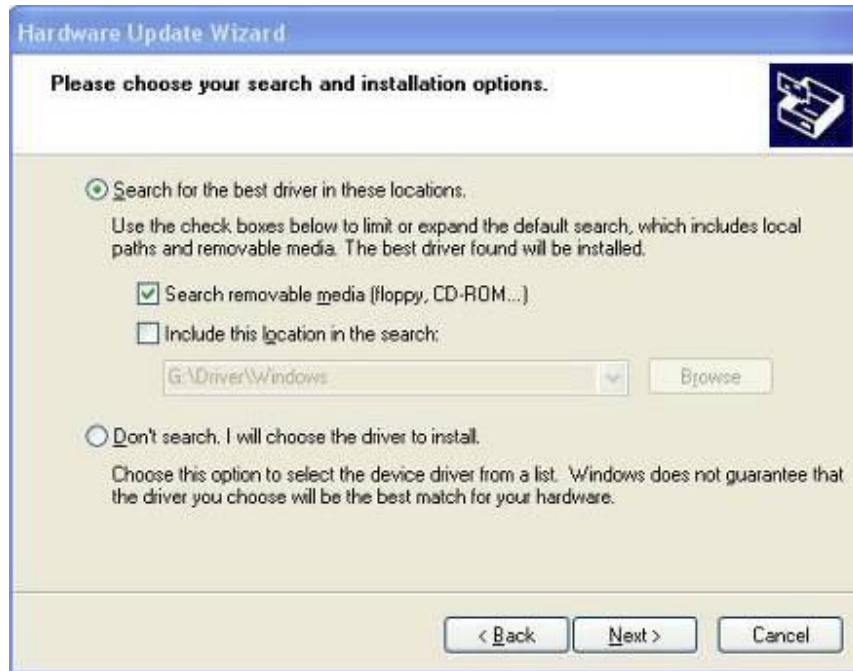 Hardware Update Wizard
Please choose your search and installation options.
Search for the best driver in these locations.
Use the check boxes below to limit or expand the default search, which includes local
paths and removable media. The best driver found will be installed.
Search removable media (floppy, CD-ROM...)
Include this location in the search:
G:\Driver\Windows
Browse
Don't search. I will choose the driver to install.
Choose this option to select the device driver from a list. Windows does not guarantee that
the driver you choose will be the best match for your hardware.
< Back Next > Cancel